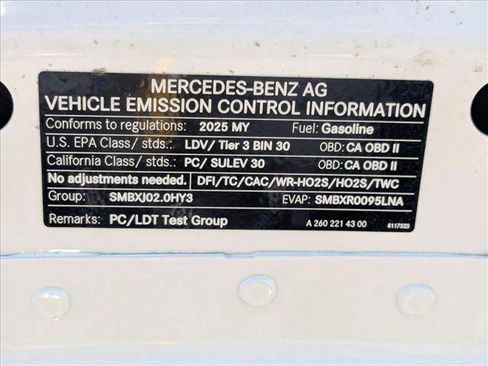 MERCEDES-BENZ AG
VEHICLE EMISSION CONTROL INFORMATION
Conforms to regulations: 2025 MY Fuel: Gasoline
U.S. EPA Class/ stds.: LDV/ Tier 3 BIN 30 OBD: CA OBD II
California Class/ stds.: PC/ SULEV 30 OBD: CA OBD II
No adjustments needed. DFI/TC/CAC/WR-HO2S/HO2S/TWC
Group: SMBXJ02.0HY3 EVAP: SMBXR0095LNA
Remarks: PC/LDT Test Group A 260 221 43 00 8117323